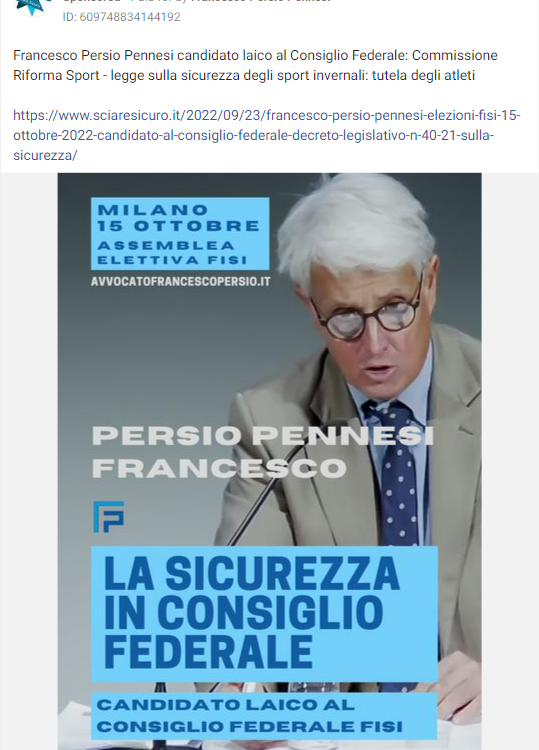 ID: 609748834144192
Francesco Persio Pennesi candidato laico al Consiglio Federale: Commissione
Riforma Sport - legge sulla sicurezza degli sport invernali: tutela degli atleti
https://www.sciaresicuro.it/2022/09/23/francesco-persio-pennesi-elezioni-fisi-15-
ottobre-2022-candidato-al-consiglio-federale-decreto-legislativo-n-40-21-sulla-
sicurezza/
MILANO
15 OTTOBRE
ASSEMBLEA
ELETTIVA FISI
AVVOCATOFRANCESCOPERSIO.IT
PERSIO PENNESI
FRANCESCO
LA SICUREZZA
IN CONSIGLIO
FEDERALE
CANDIDATO LAICO AL
CONSIGLIO FEDERALE FISI